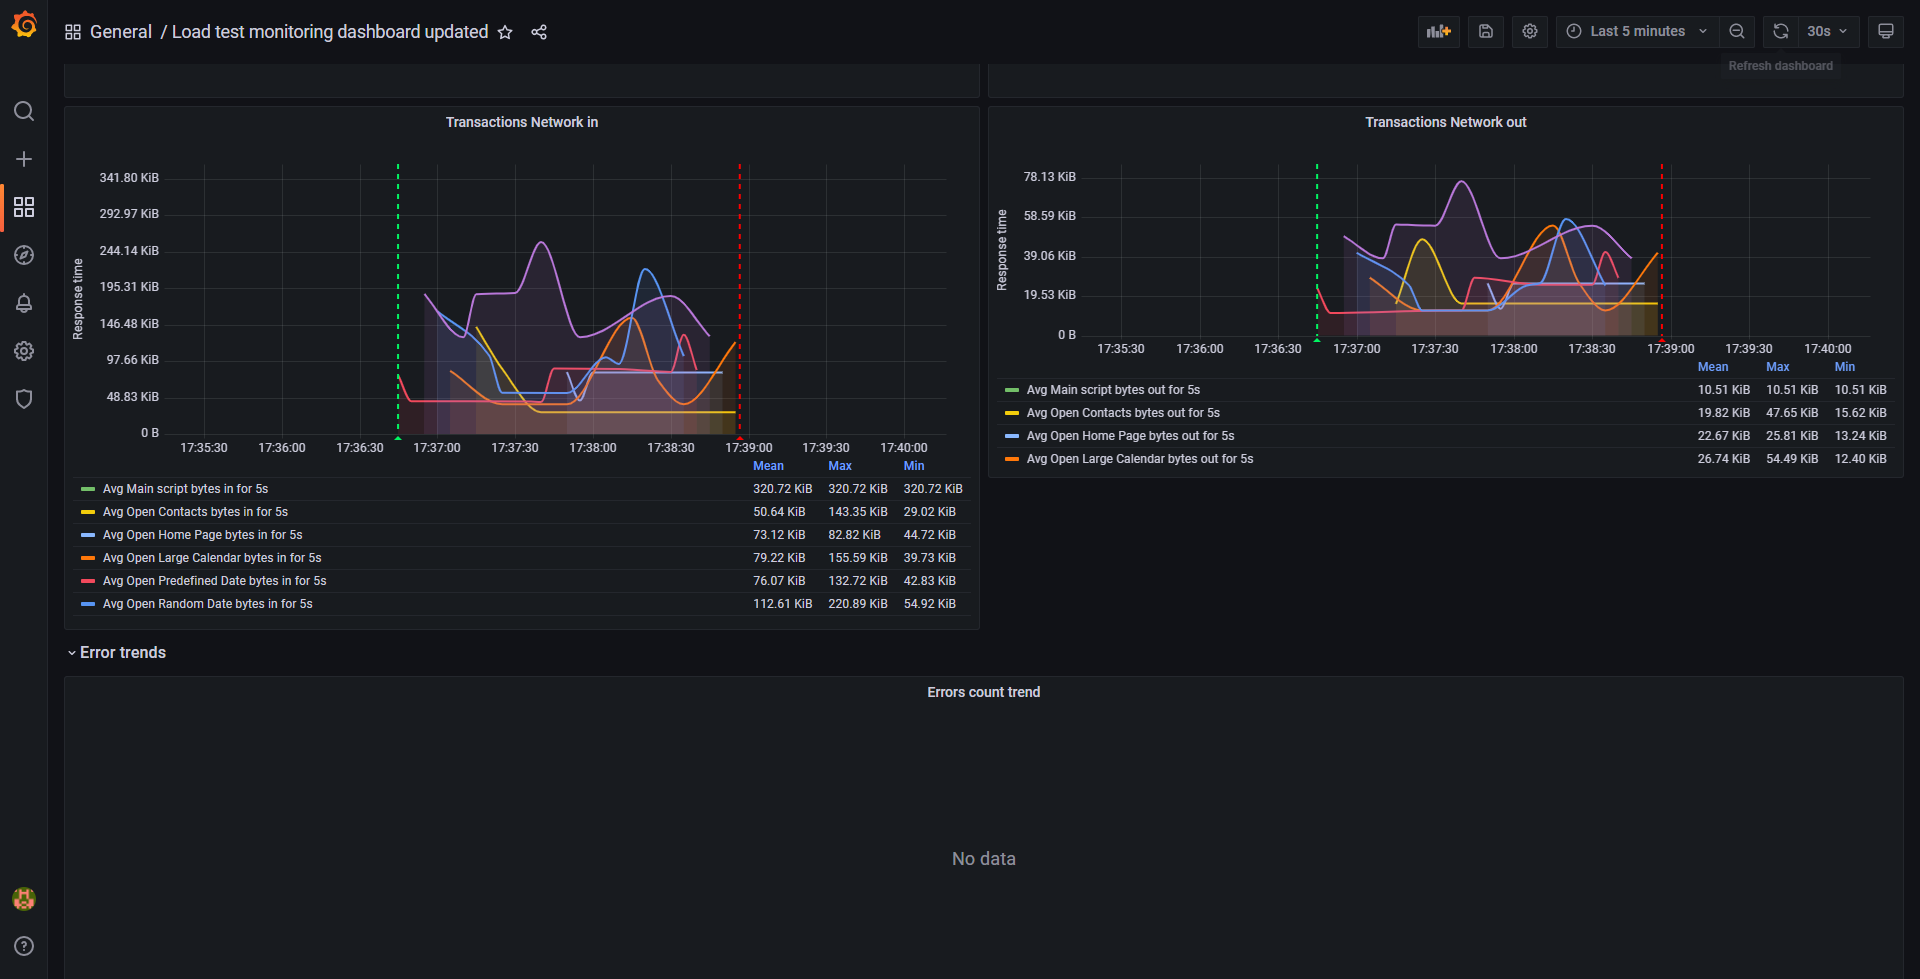 General / Load test monitoring dashboard updated
Last 5 minutes
30s
Refresh dashboard
Transactions Network in
Response time
341.80 KiB
292.97 KiB
244.14 KiB
195.31 KiB
146.48 KiB
97.66 KiB
48.83 KiB
0 B
17:35:30 17:36:00 17:36:30 17:37:00 17:37:30 17:38:00 17:38:30 17:39:00 17:39:30 17:40:00
Mean Max Min
Avg Main script bytes in for 5s 320.72 KiB 320.72 KiB 320.72 KiB
Avg Open Contacts bytes in for 5s 50.64 KiB 143.35 KiB 29.02 KiB
Avg Open Home Page bytes in for 5s 73.12 KiB 82.82 KiB 44.72 KiB
Avg Open Large Calendar bytes in for 5s 79.22 KiB 155.59 KiB 39.73 KiB
Avg Open Predefined Date bytes in for 5s 76.07 KiB 132.72 KiB 42.83 KiB
Avg Open Random Date bytes in for 5s 112.61 KiB 220.89 KiB 54.92 KiB
Transactions Network out
Response time
78.13 KiB
58.59 KiB
39.06 KiB
19.53 KiB
0 B
17:35:30 17:36:00 17:36:30 17:37:00 17:37:30 17:38:00 17:38:30 17:39:00 17:39:30 17:40:00
Mean Max Min
Avg Main script bytes out for 5s 10.51 KiB 10.51 KiB 10.51 KiB
Avg Open Contacts bytes out for 5s 19.82 KiB 47.65 KiB 15.62 KiB
Avg Open Home Page bytes out for 5s 22.67 KiB 25.81 KiB 13.24 KiB
Avg Open Large Calendar bytes out for 5s 26.74 KiB 54.49 KiB 12.40 KiB
Error trends
Errors count trend
No data